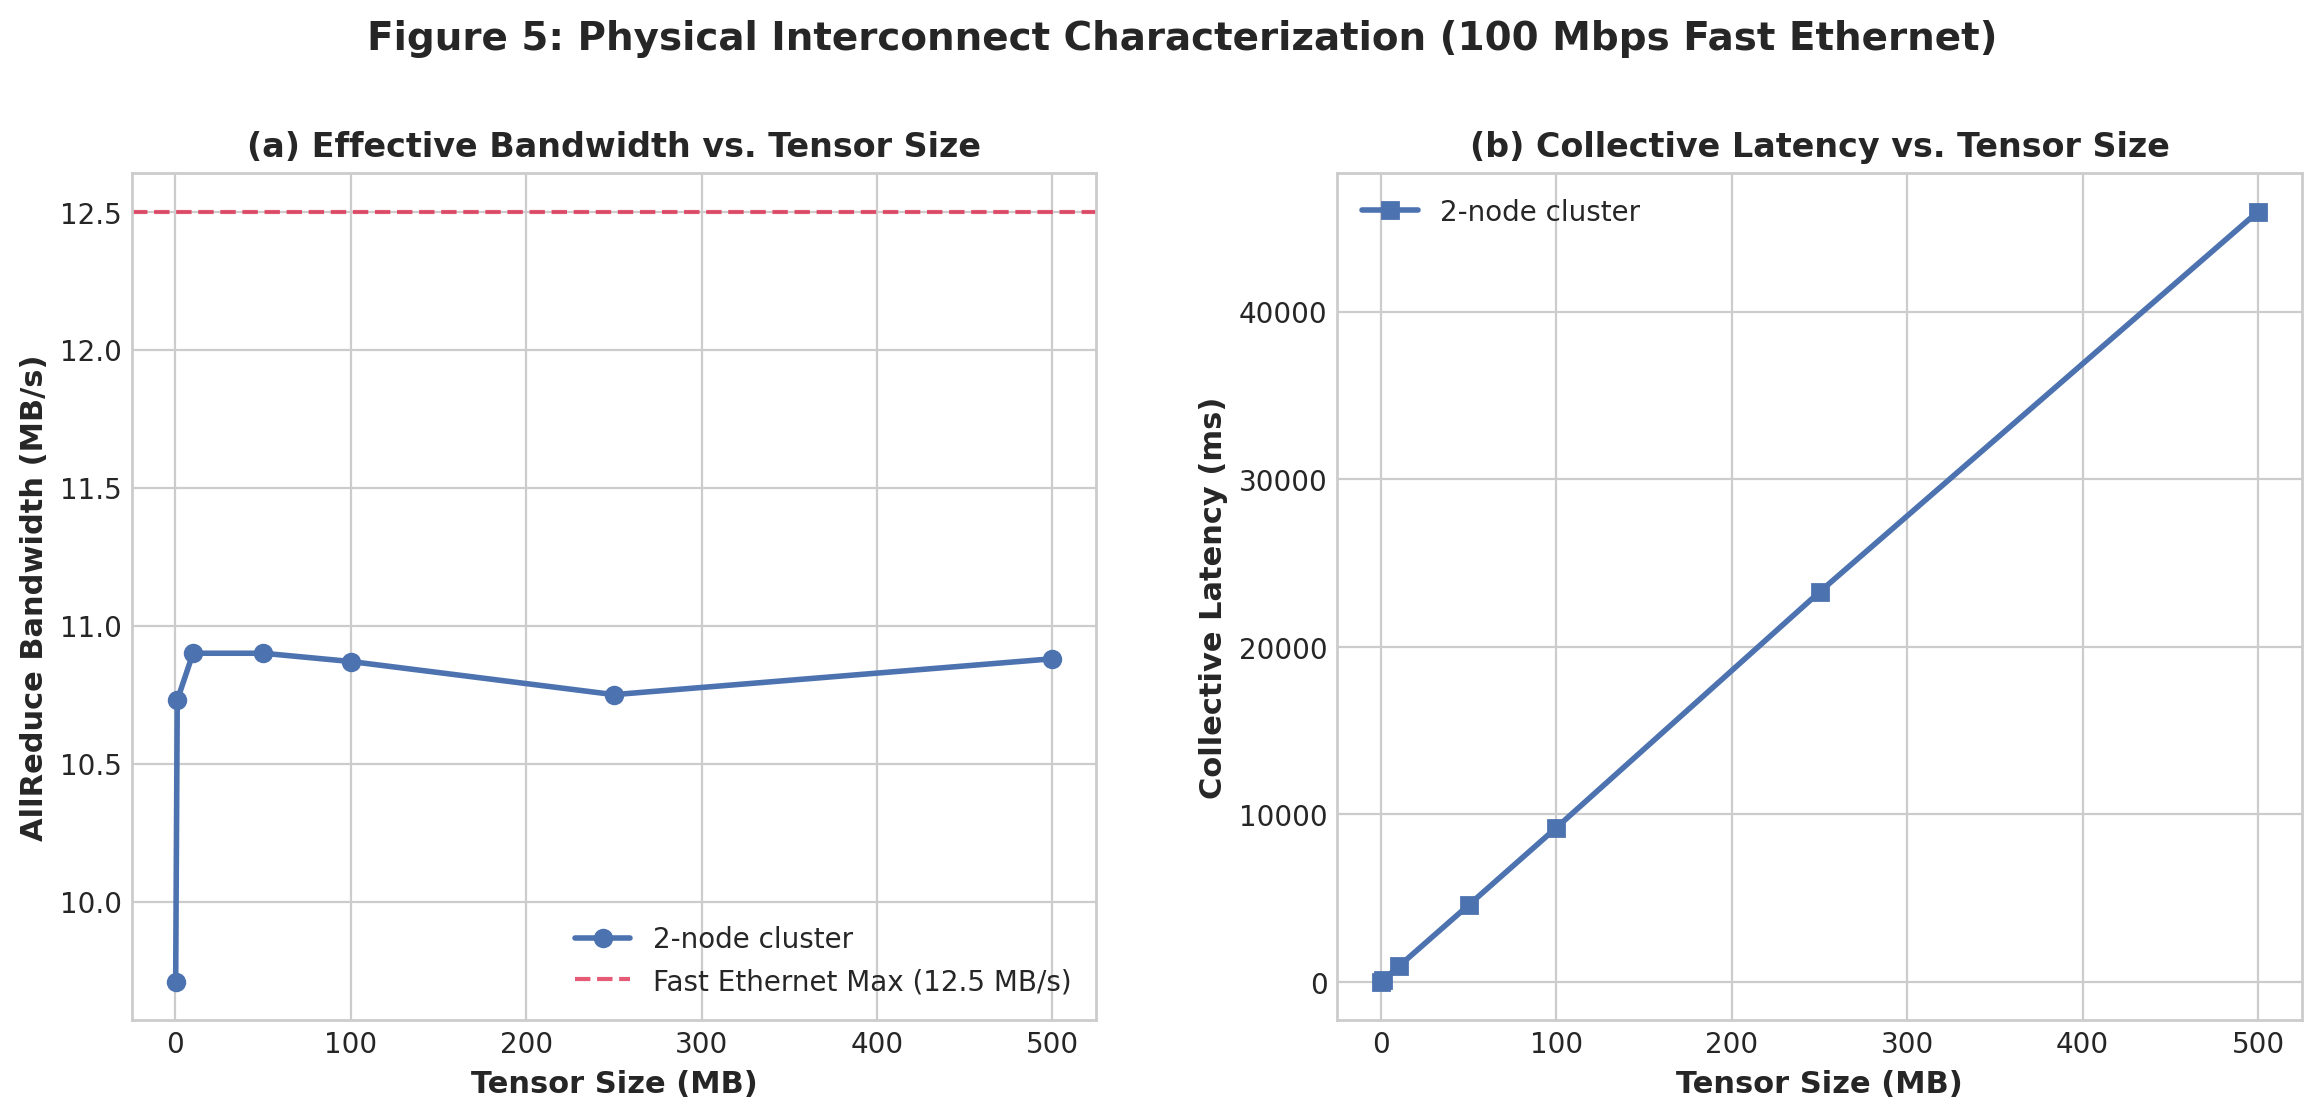 Figure 5: Physical Interconnect Characterization (100 Mbps Fast Ethernet)
(a) Effective Bandwidth vs. Tensor Size
AllReduce Bandwidth (MB/s)
12.5
12.0
11.5
11.0
10.5
10.0
2-node cluster
Fast Ethernet Max (12.5 MB/s)
0 100 200 300 400 500
Tensor Size (MB)
(b) Collective Latency vs. Tensor Size
Collective Latency (ms)
2-node cluster
40000
30000
20000
10000
0
0 100 200 300 400 500
Tensor Size (MB)